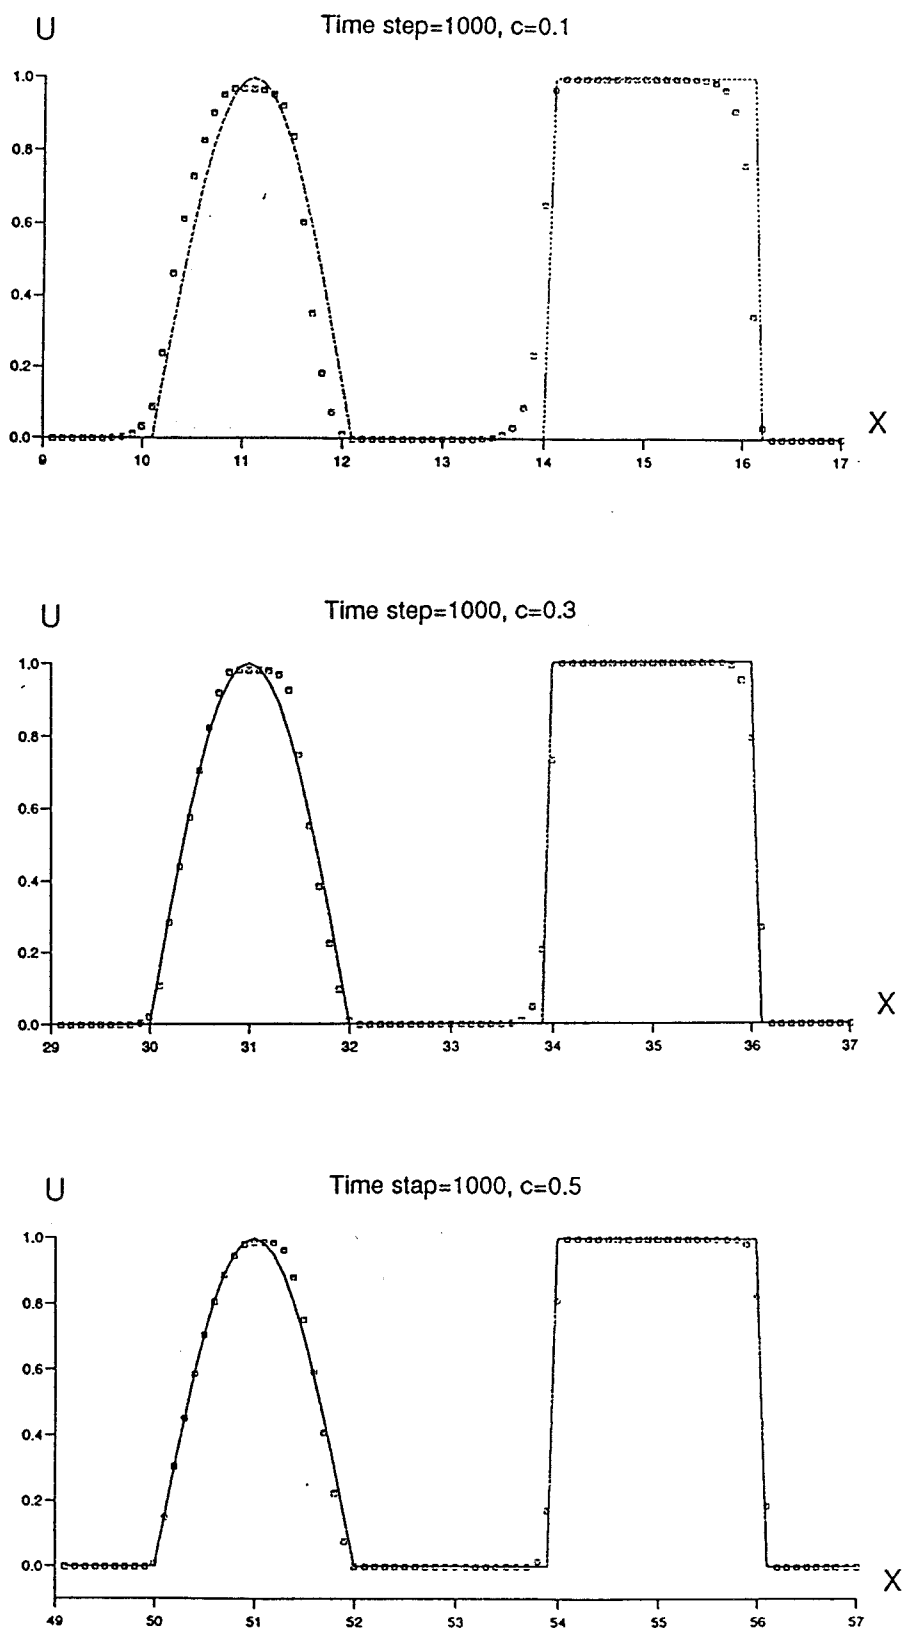 U
Time step=1000, c=0.1
1.0
0.8
0.6
0.4
0.2
0.0
X
9 10 11 12 13 14 15 16 17
U
Time step=1000, c=0.3
1.0
0.8
0.6
0.4
0.2
0.0
X
29 30 31 32 33 34 35 36 37
U
Time stap=1000, c=0.5
1.0
0.8
0.6
0.4
0.2
0.0
X
49 50 51 52 53 54 55 56 57